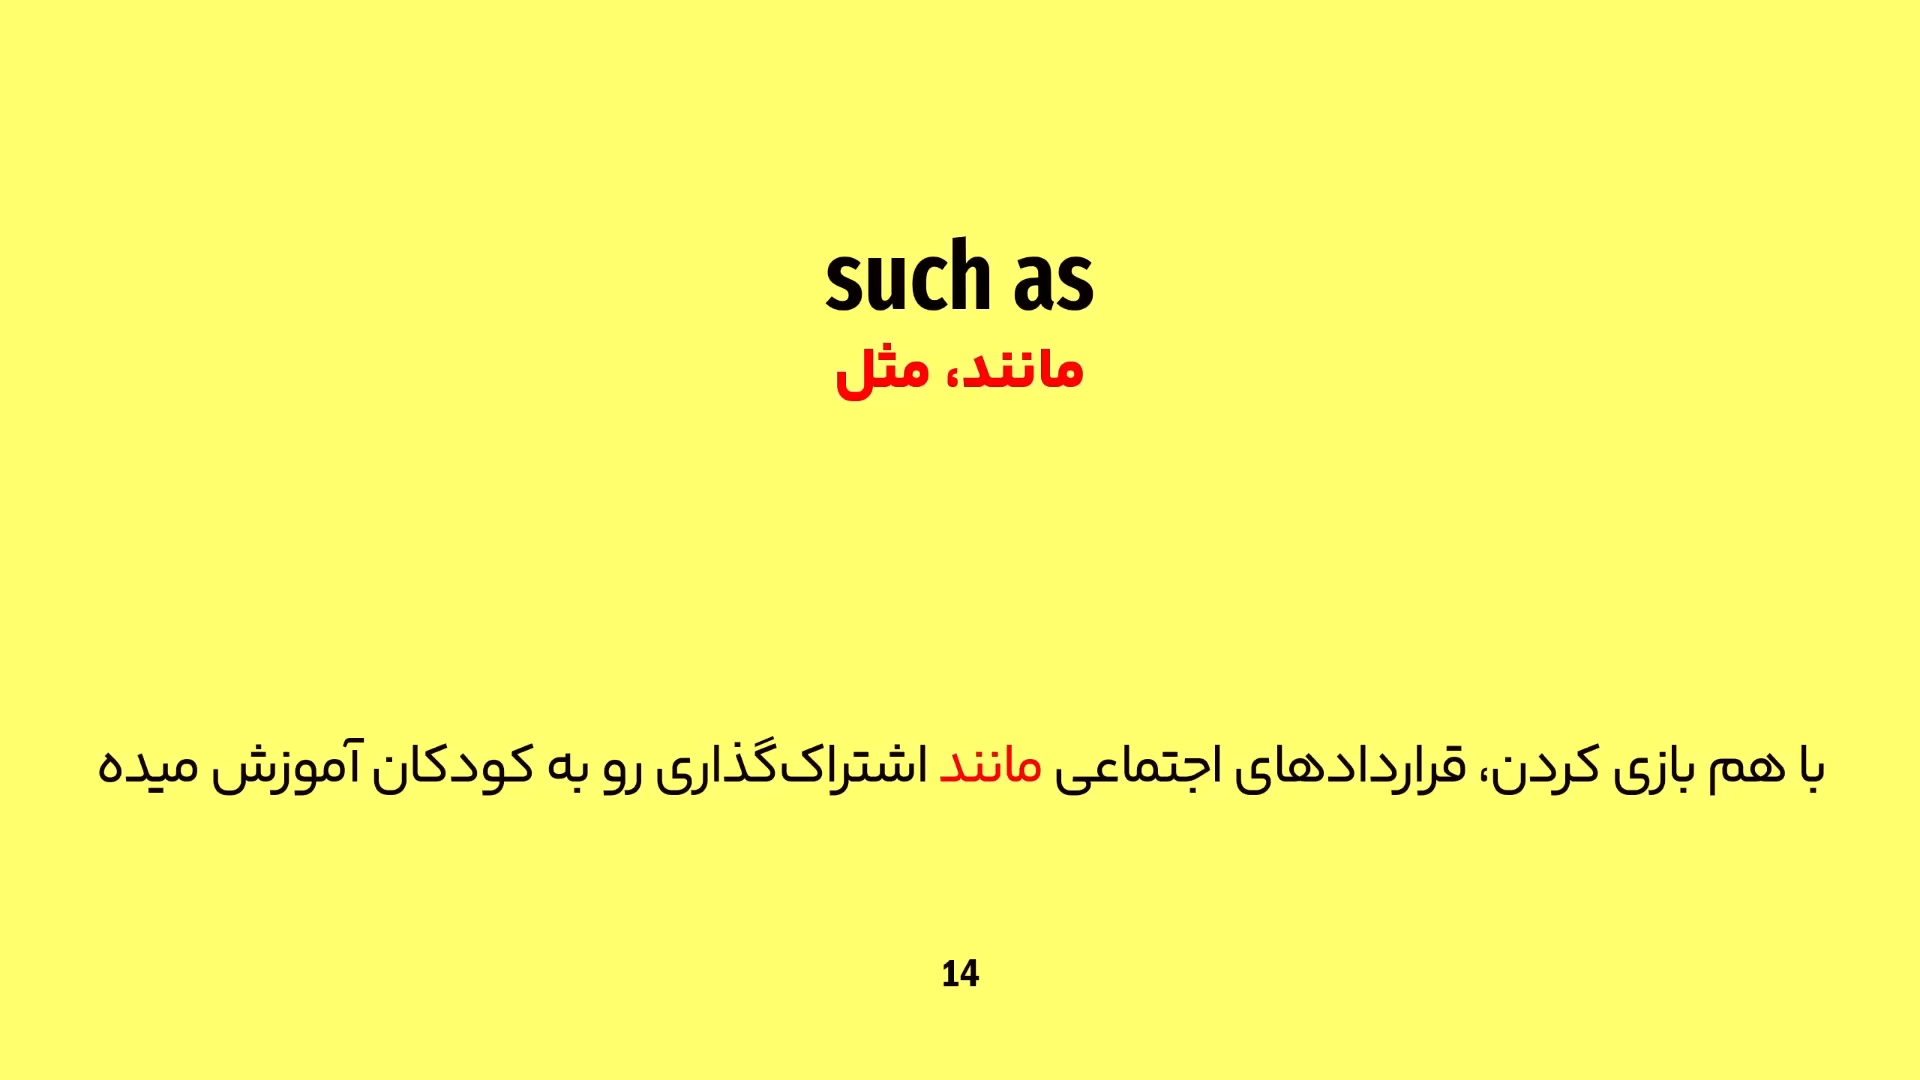 such as
مانند، مثل
با هم بازی کردن، قراردادهای اجتماعی مانند اشتراک‌گذاری رو به کودکان آموزش میده
14